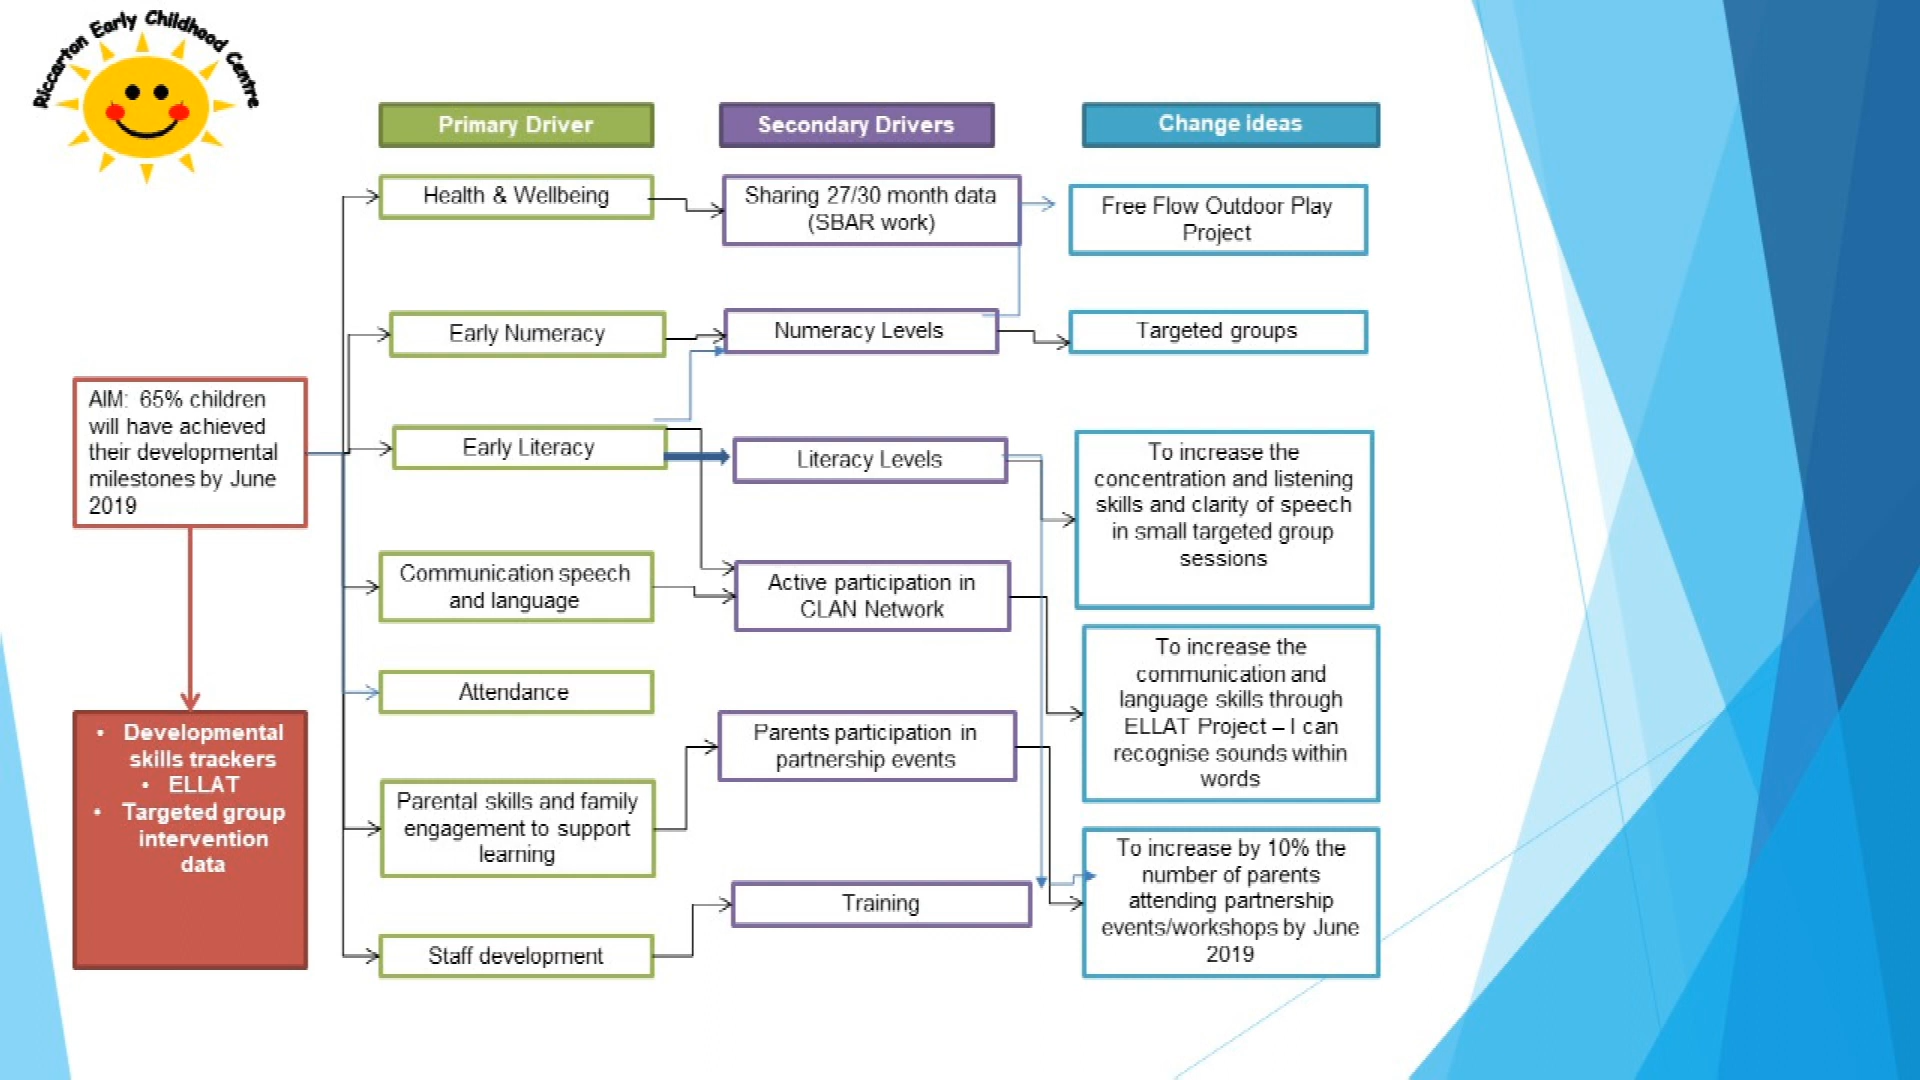 Riccarton Early Childhood Centre
Primary Driver
Secondary Drivers
Change ideas
Health & Wellbeing
Sharing 27/30 month data
(SBAR work)
Free Flow Outdoor Play
Project
Early Numeracy
Numeracy Levels
Targeted groups
AIM: 65% children
will have achieved
their developmental
milestones by June
2019
Early Literacy
Literacy Levels
To increase the
concentration and listening
skills and clarity of speech
in small targeted group
sessions
Communication speech
and language
Active participation in
CLAN Network
To increase the
communication and
language skills through
ELLAT Project – I can
recognise sounds within
words
Attendance
• Developmental
skills trackers
• ELLAT
• Targeted group
intervention
data
Parents participation in
partnership events
Parental skills and family
engagement to support
learning
To increase by 10% the
number of parents
attending partnership
events/workshops by June
2019
Training
Staff development